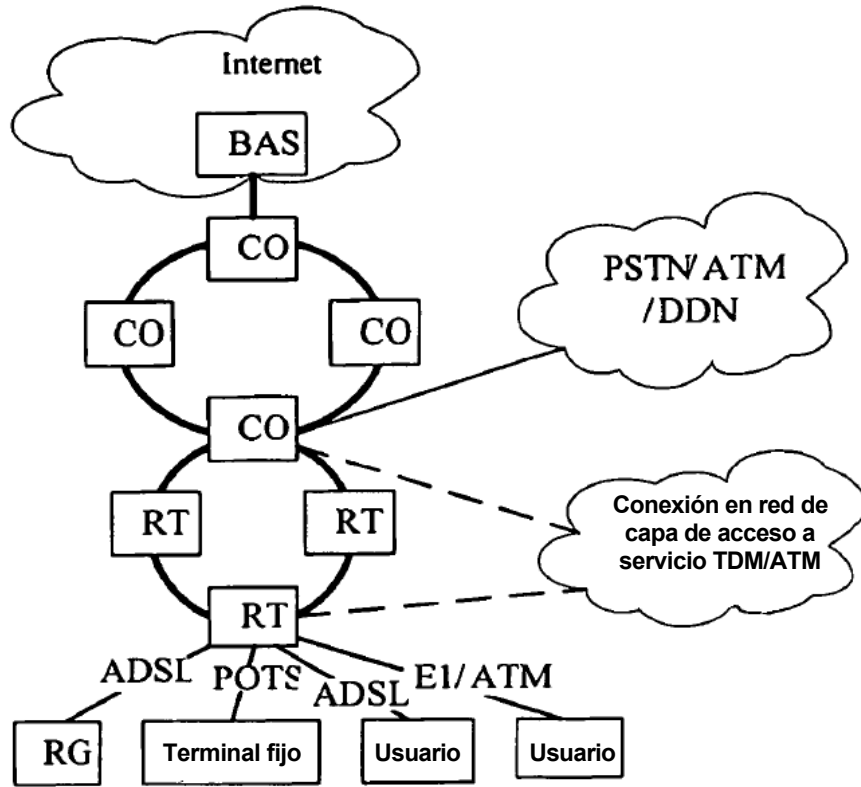 Internet
BAS
CO
PSTN/ATM
/DDN
CO
CO
CO
RT
RT
Conexión en red de
capa de acceso a
servicio TDM/ATM
RT
ADSL
POTS
ADSL
E1/ATM
RG
Terminal fijo
Usuario
Usuario